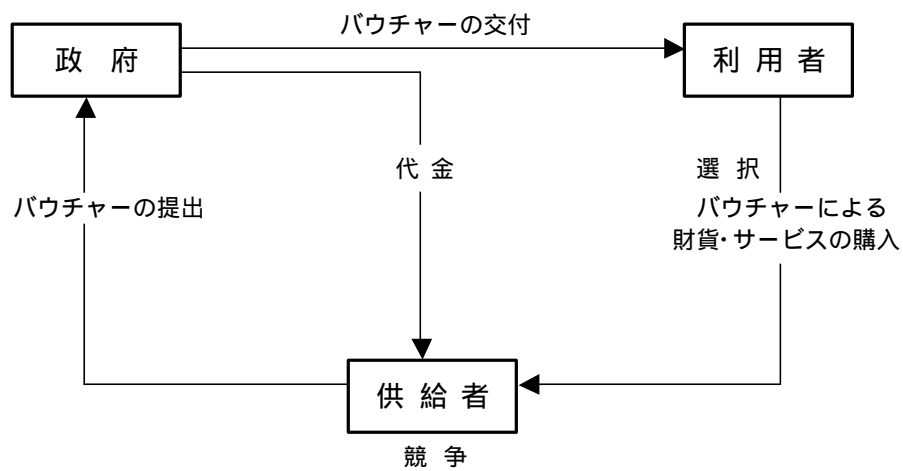 バウチャーの交付
政 府
利 用 者
代 金
選 択
バウチャーの提出
バウチャーによる
財貨・サービスの購入
供 給 者
競 争